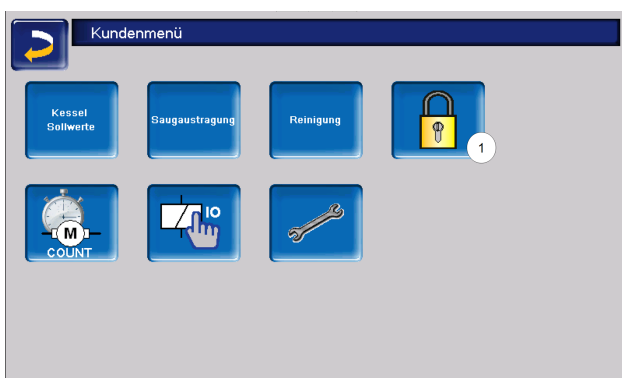 Kundenmenü
Kessel
Sollwerte
Saugaustragung
Reinigung
1
M
COUNT
IO